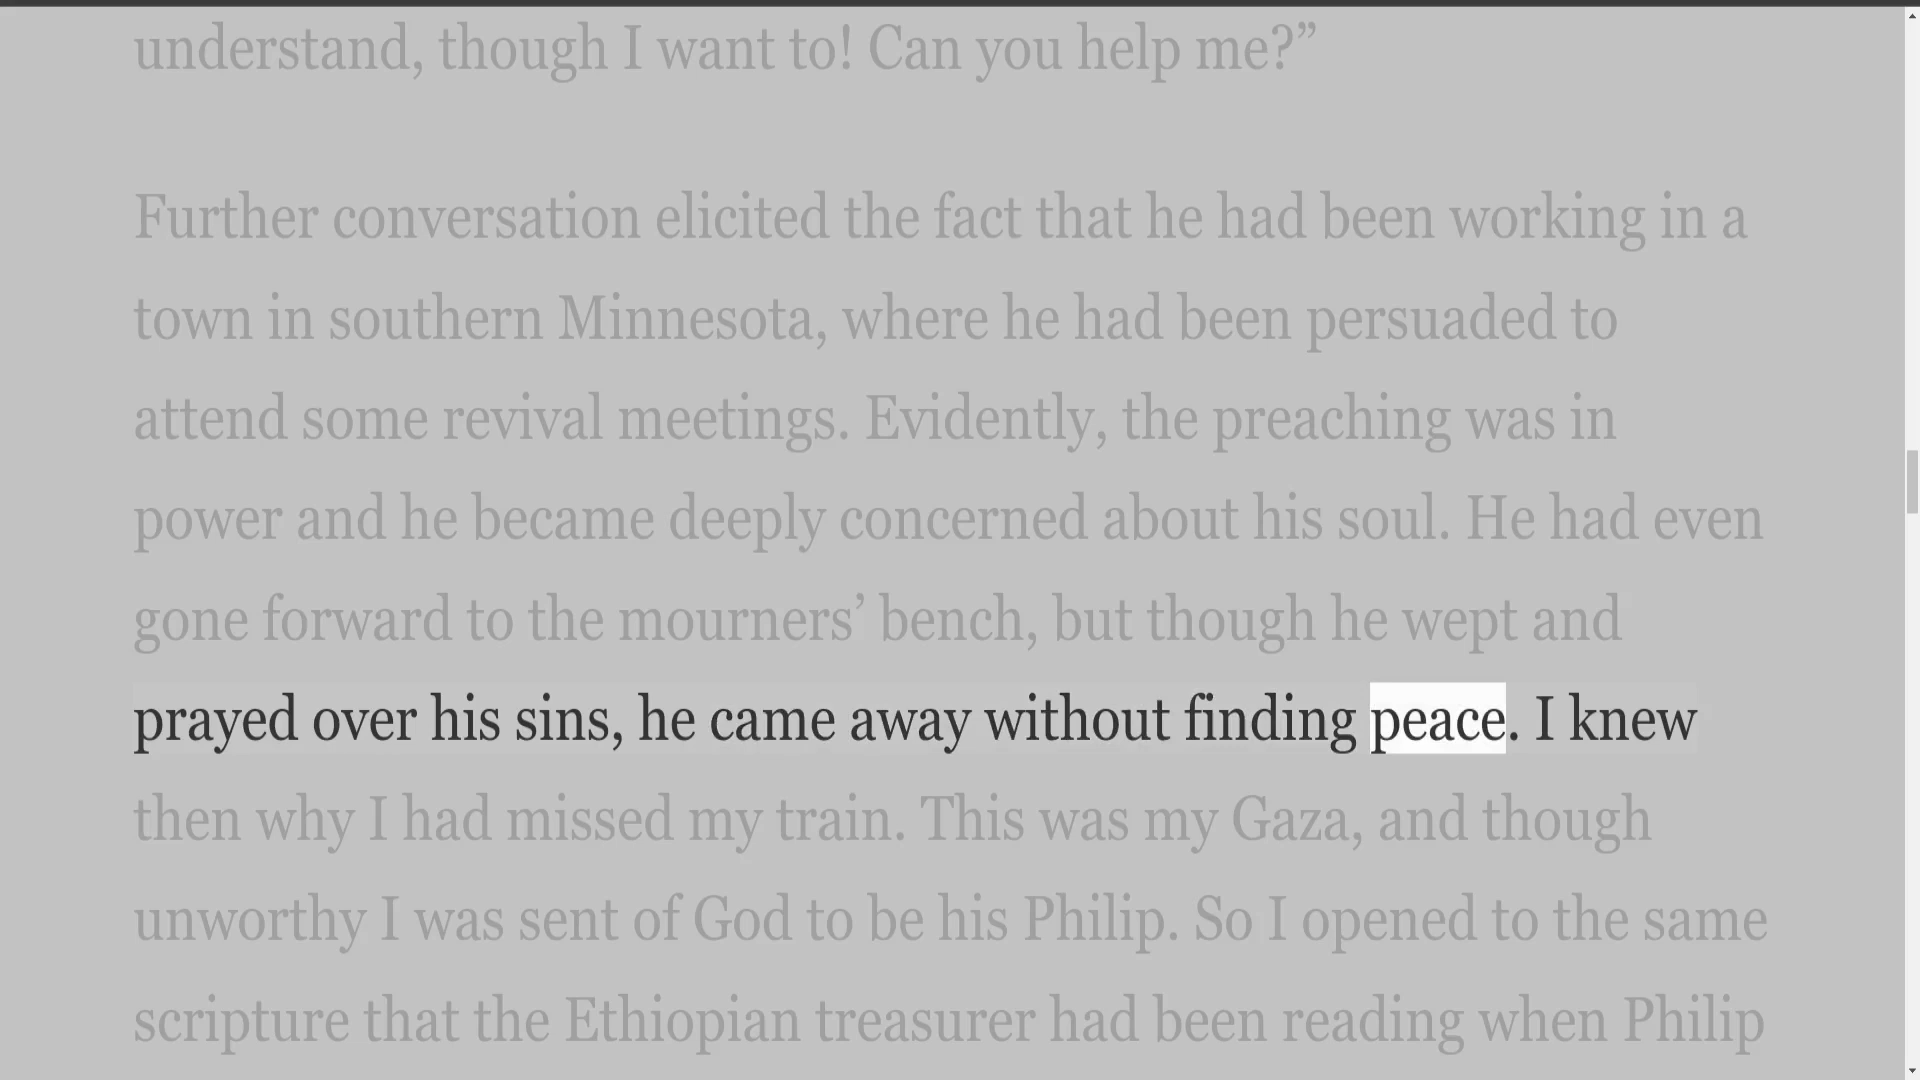 understand, though I want to! Can you help me?”
Further conversation elicited the fact that he had been working in a
town in southern Minnesota, where he had been persuaded to
attend some revival meetings. Evidently, the preaching was in
power and he became deeply concerned about his soul. He had even
gone forward to the mourners’ bench, but though he wept and
prayed over his sins, he came away without finding peace. I knew
then why I had missed my train. This was my Gaza, and though
unworthy I was sent of God to be his Philip. So I opened to the same
scripture that the Ethiopian treasurer had been reading when Philip